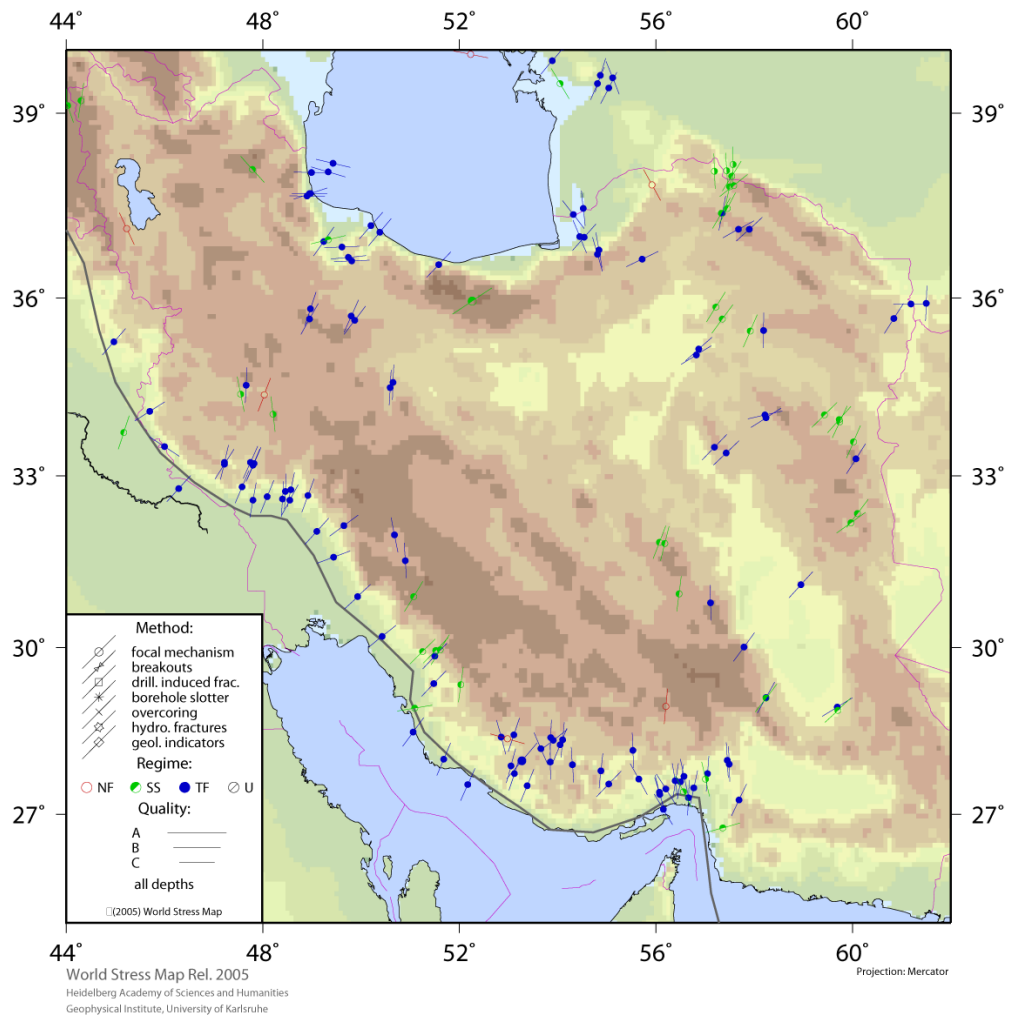 44° 48° 52° 56° 60°
39° 39°
36° 36°
33° 33°
30° 30°
27° 27°
Method:
focal mechanism
breakouts
drill. induced frac.
borehole slotter
overcoring
hydro. fractures
geol. indicators
Regime:
NF SS TF U
Quality:
A
B
C
all depths
(2005) World Stress Map
44° 48° 52° 56° 60°
World Stress Map Rel. 2005
Projection: Mercator
Heidelberg Academy of Sciences and Humanities
Geophysical Institute, University of Karlsruhe